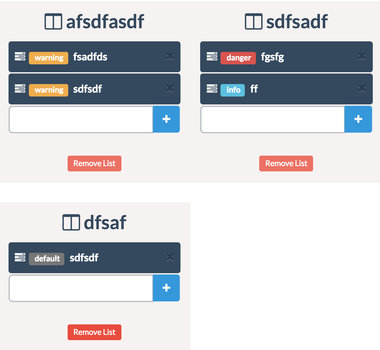 afsdfasdf
warning fsadfds
warning sdfsdf
+
Remove List
sdfsadf
danger fgsfg
info ff
+
Remove List
dfsaf
default sdfsdf
+
Remove List